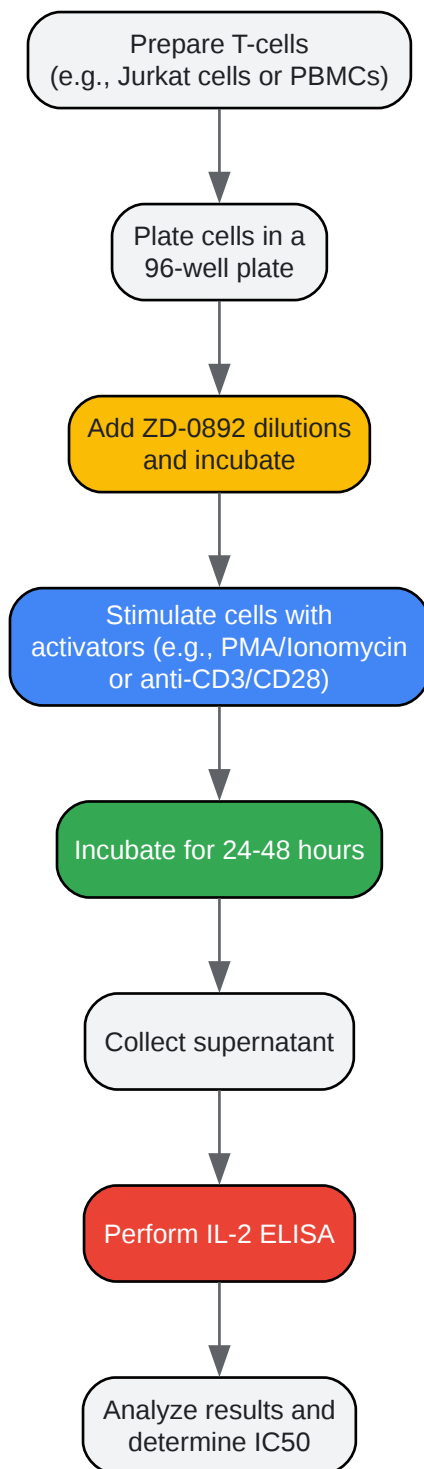 Prepare T-cells
(e.g., Jurkat cells or PBMCs)
Plate cells in a
96-well plate
Add ZD-0892 dilutions
and incubate
Stimulate cells with
activators (e.g., PMA/Ionomycin
or anti-CD3/CD28)
Incubate for 24-48 hours
Collect supernatant
Perform IL-2 ELISA
Analyze results and
determine IC50